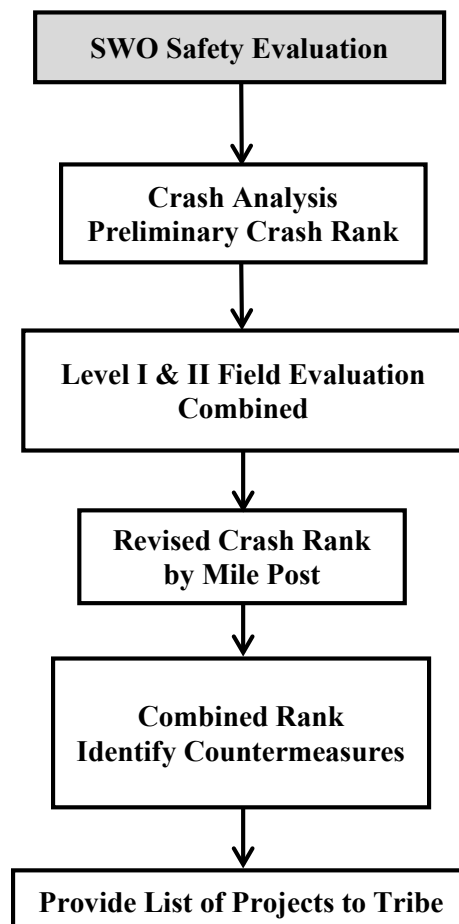 SWO Safety Evaluation
Crash Analysis
Preliminary Crash Rank
Level I & II Field Evaluation
Combined
Revised Crash Rank
by Mile Post
Combined Rank
Identify Countermeasures
Provide List of Projects to Tribe